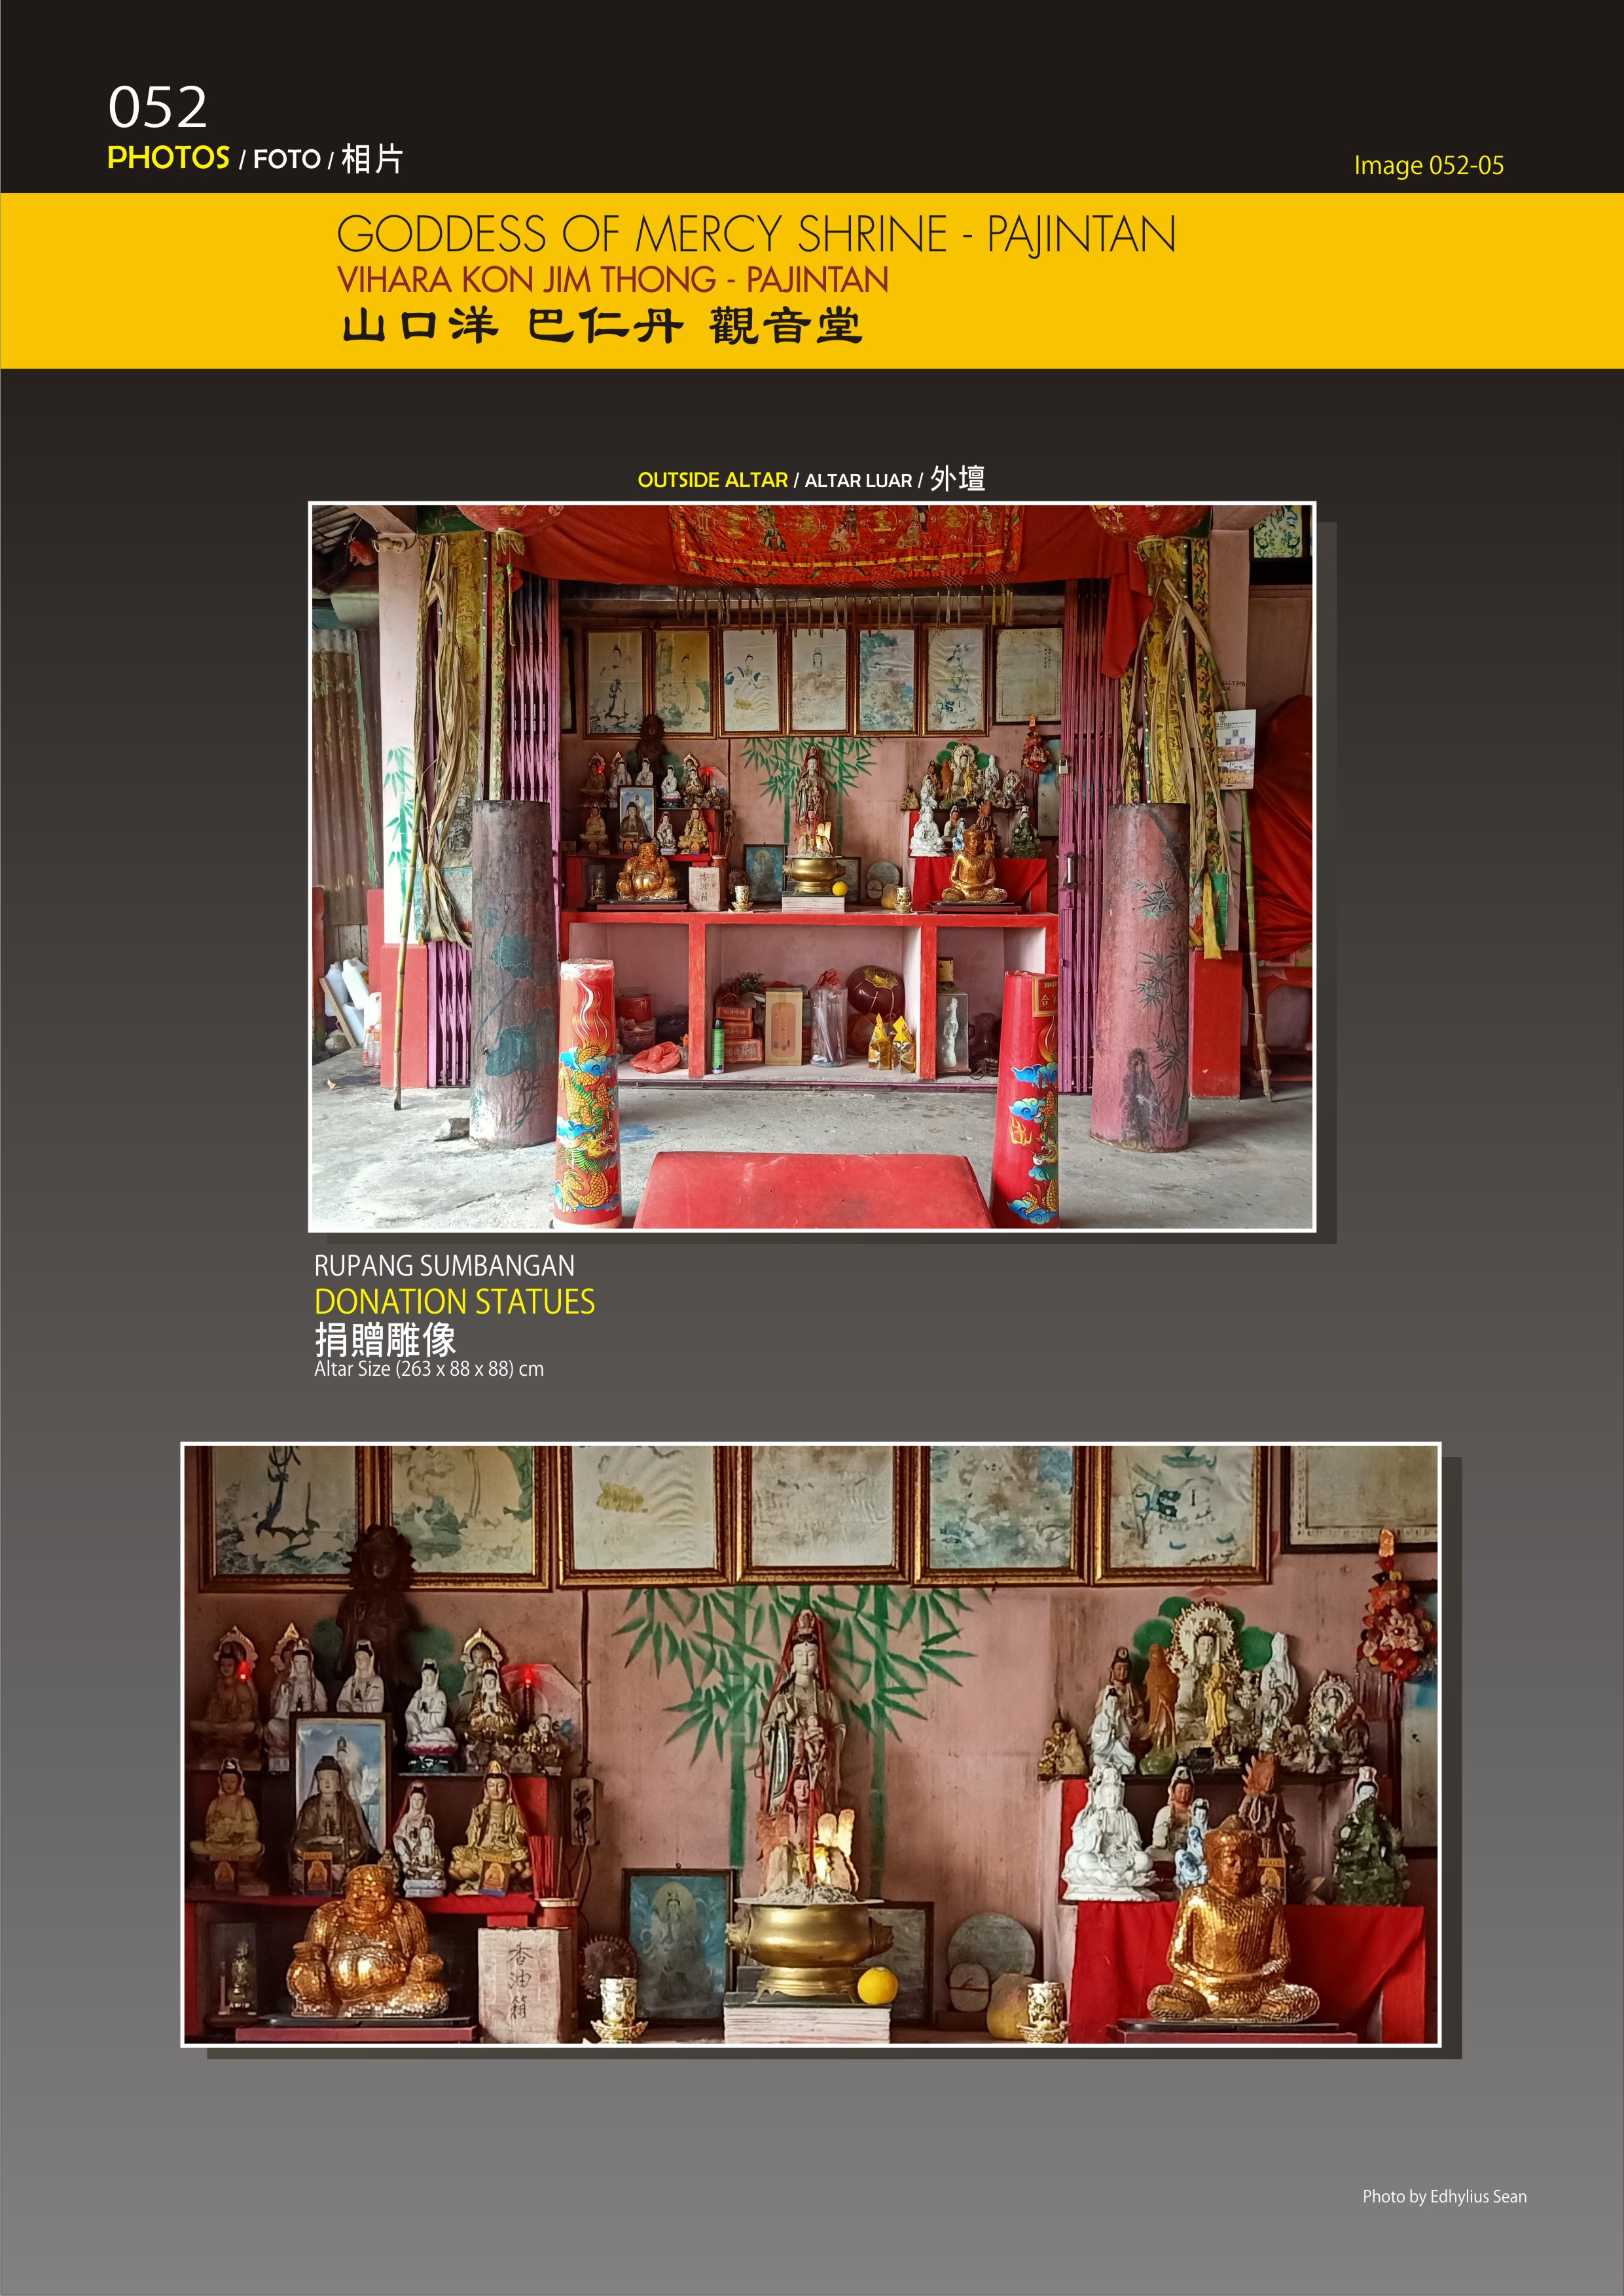 052
PHOTOS / FOTO / 相片
Image 052-05
GODDESS OF MERCY SHRINE - PAJINTAN
VIHARA KON JIM THONG - PAJINTAN
山口洋 巴仁丹 觀音堂
OUTSIDE ALTAR / ALTAR LUAR / 外壇
RUPANG SUMBANGAN
DONATION STATUES
捐贈雕像
Altar Size (263 x 88 x 88) cm
香油箱
Photo by Edhylius Sean